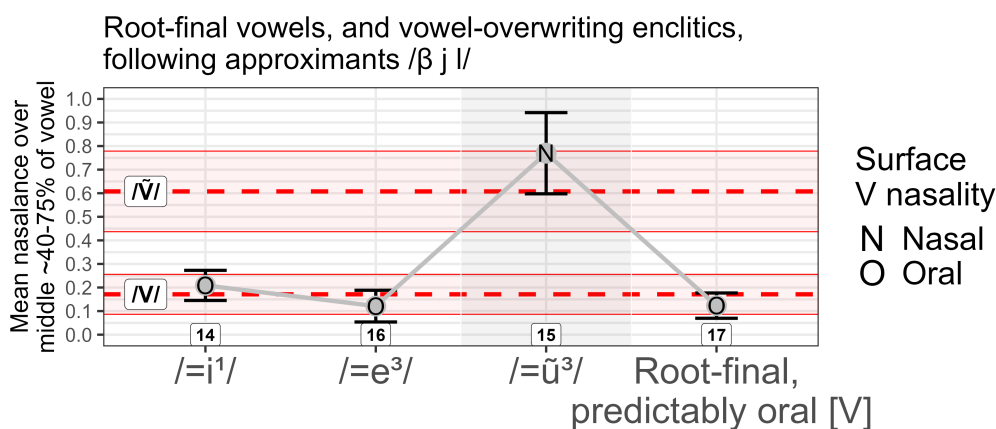 Root-final vowels, and vowel-overwriting enclitics,
following approximants /β j l/
Mean nasalance over
middle ~40-75% of vowel
1.0
0.9
0.8
0.7
0.6
0.5
0.4
0.3
0.2
0.1
0.0
/Ṽ/
/V/
14
16
15
17
/=i¹/
/=e³/
/=ũ³/
Root-final,
predictably oral [V]
N
O
O
O
Surface
V nasality
N Nasal
O Oral